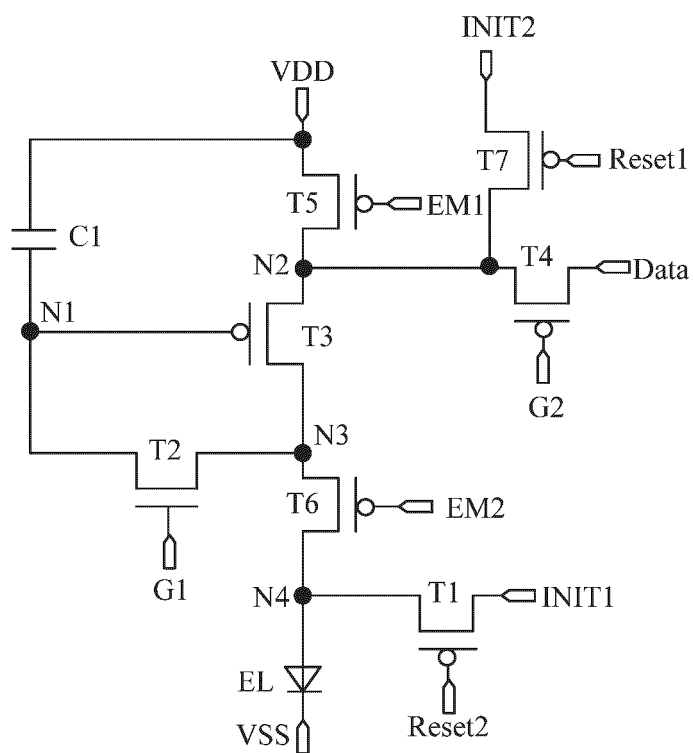 INIT2
VDD
T7
Reset1
T5
EM1
C1
N2
T4
Data
N1
T3
G2
N3
T2
T6
EM2
G1
N4
T1
INIT1
EL
Reset2
VSS